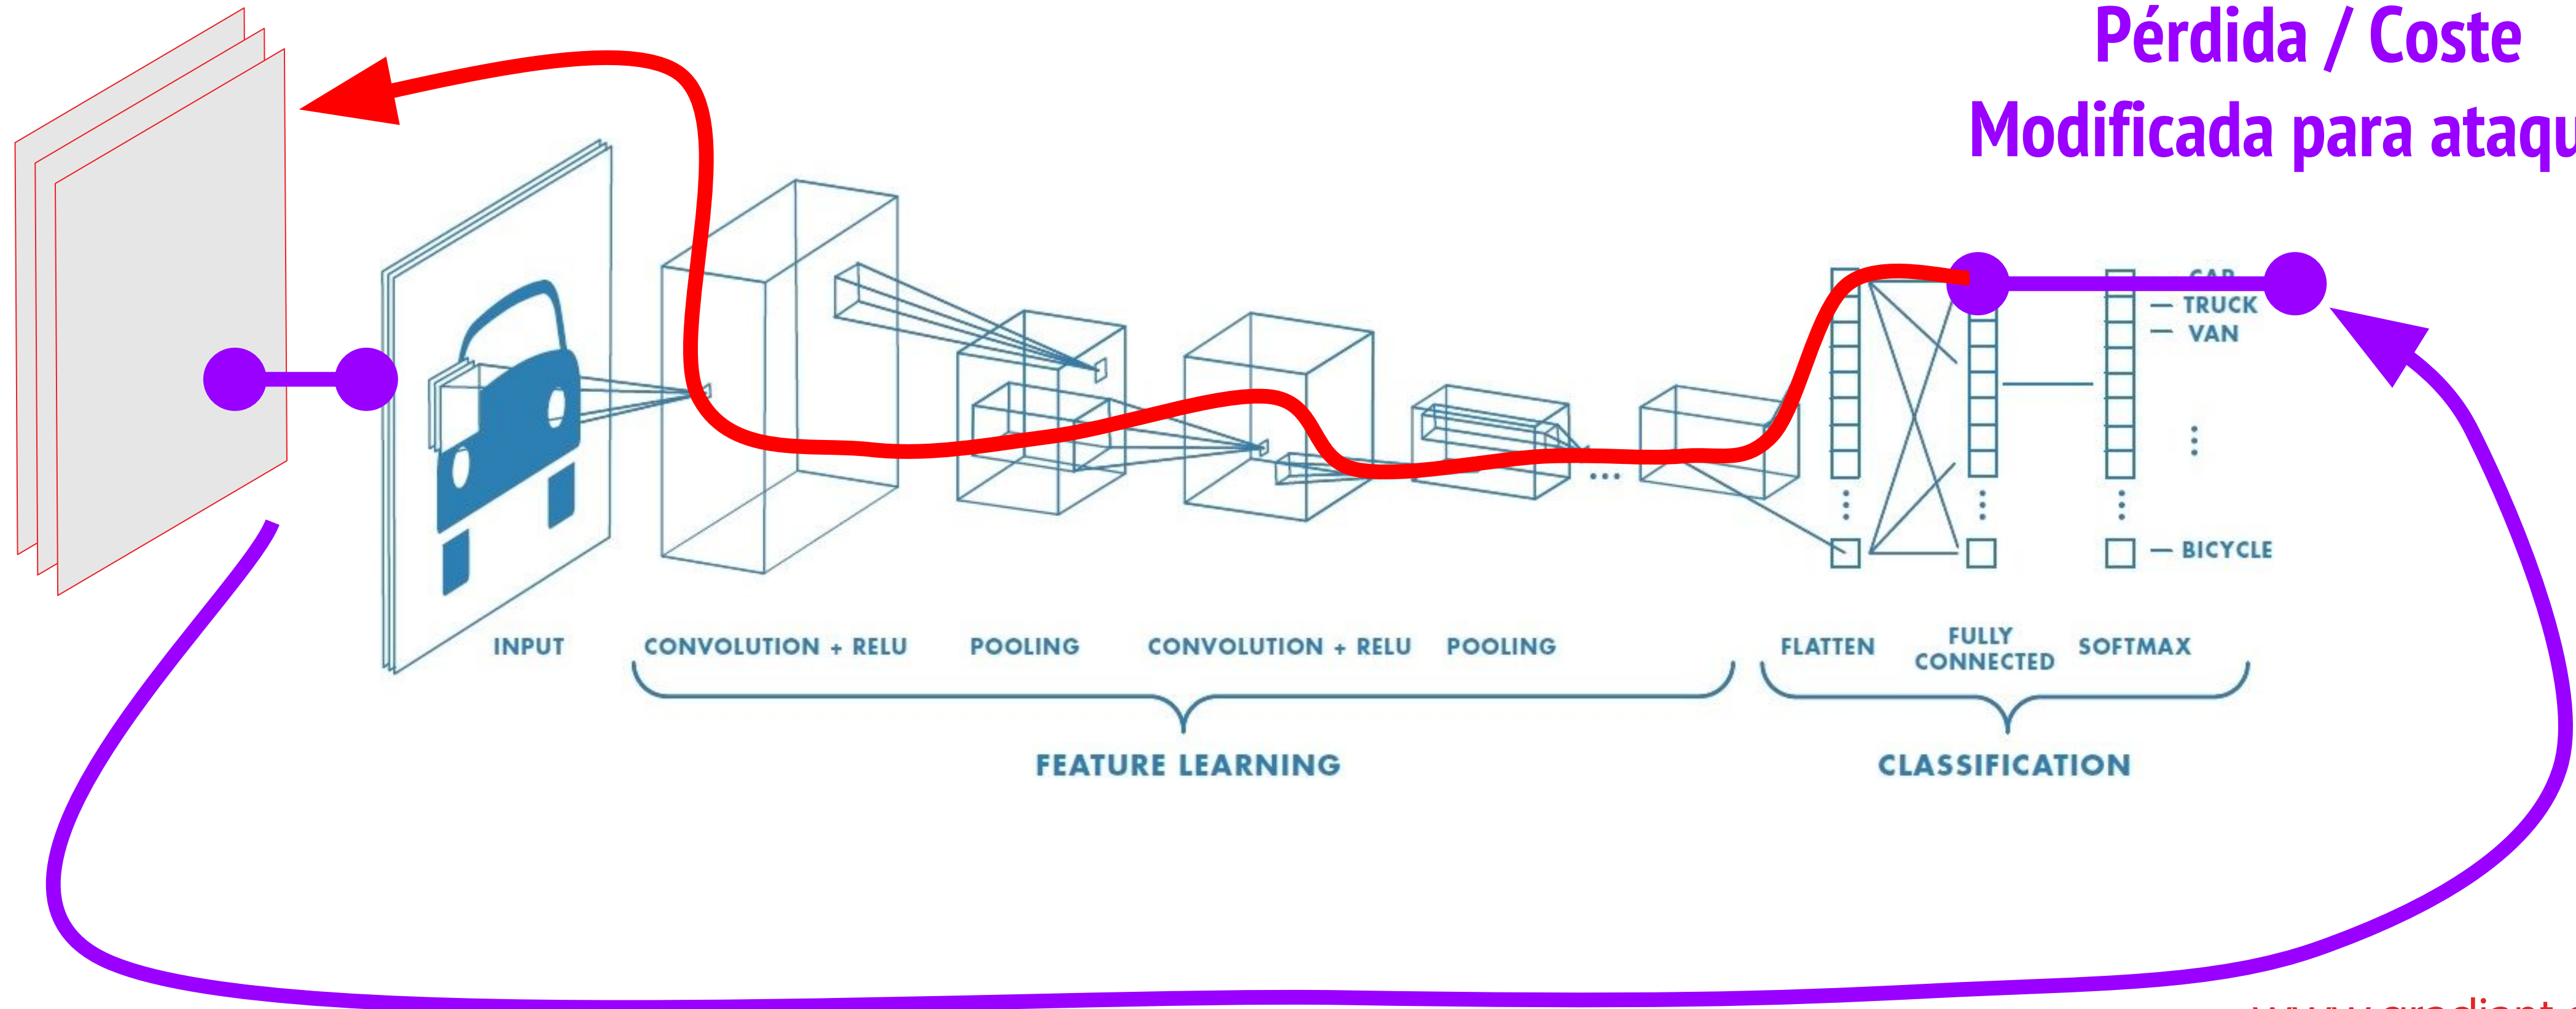 Pérdida / Coste
Modificada para ataqu
CAR
TRUCK
VAN
BICYCLE
INPUT
CONVOLUTION + RELU
POOLING
CONVOLUTION + RELU
POOLING
FLATTEN
FULLY
CONNECTED
SOFTMAX
FEATURE LEARNING
CLASSIFICATION